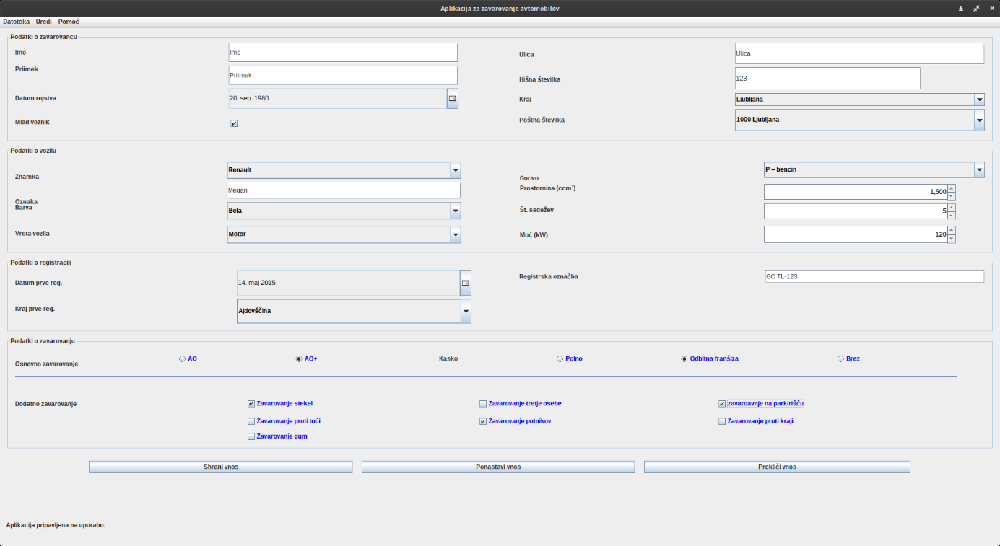 Aplikacija za zavarovanje avtomobilov
Datoteka Uredi Pomoč
Podatki o zavarovancu
Ime Ime
Priimek Priimek
Datum rojstva 20. sep. 1980
Mlad voznik
Ulica Ulica
Hišna številka 123
Kraj Ljubljana
Poštna številka 1000 Ljubljana
Podatki o vozilu
Znamka Renault
Oznaka Megan
Barva Bela
Vrsta vozila Motor
Gorivo P – bencin
Prostornina (ccm³) 1,500
Št. sedežev 5
Moč (kW) 120
Podatki o registraciji
Datum prve reg. 14. maj 2015
Kraj prve reg. Ajdovščina
Registrska označba GO TL-123
Podatki o zavarovanju
Osnovno zavarovanje AO AO+ Kasko Polno Odbitna franšiza Brez
Dodatno zavarovanje Zavarovanje stekel Zavarovanje tretje osebe zavaroavnje na parkirišču
Zavarovanje proti toči Zavarovanje potnikov Zavarovanje proti kraji
Zavarovanje gum
Shrani vnos Ponastavi vnos Prekliči vnos
Aplikacija pripavljena na uporabo.